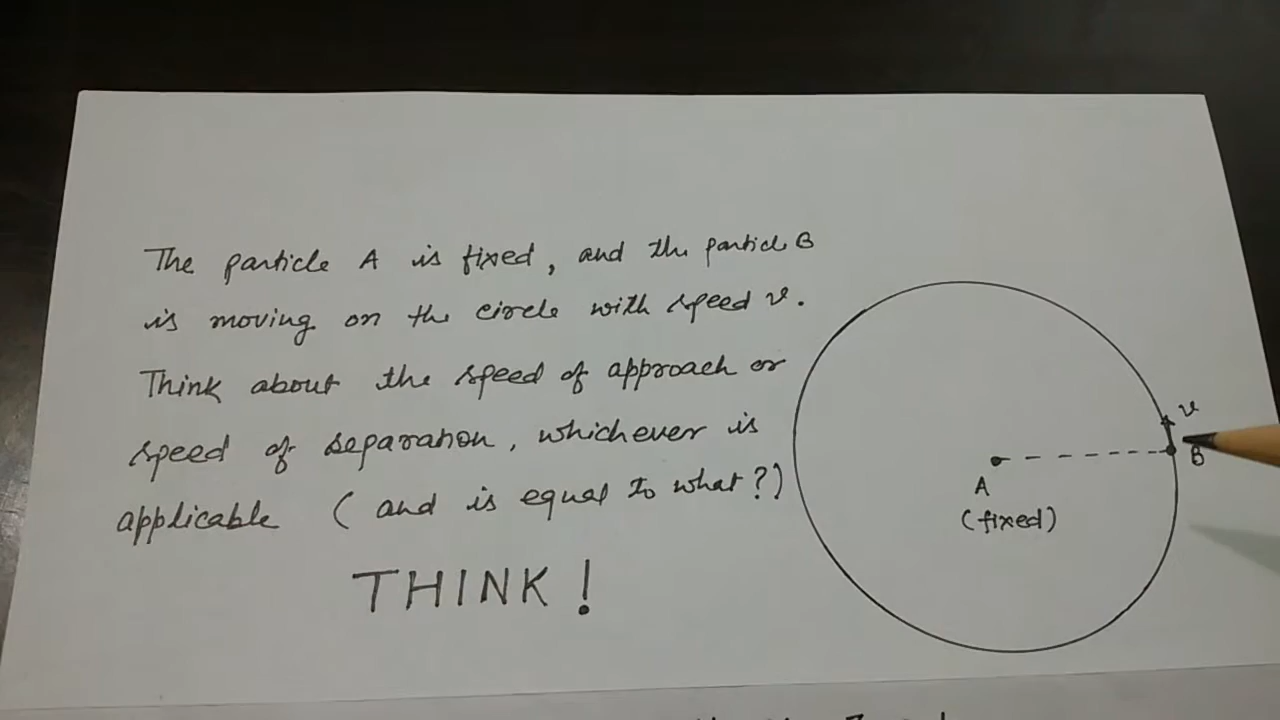 The particle A is fixed, and the particle B
is moving on the circle with speed v.
Think about the speed of approach or
speed of separation, whichever is
applicable ( and is equal to what?)
THINK!
v
B
A
(fixed)